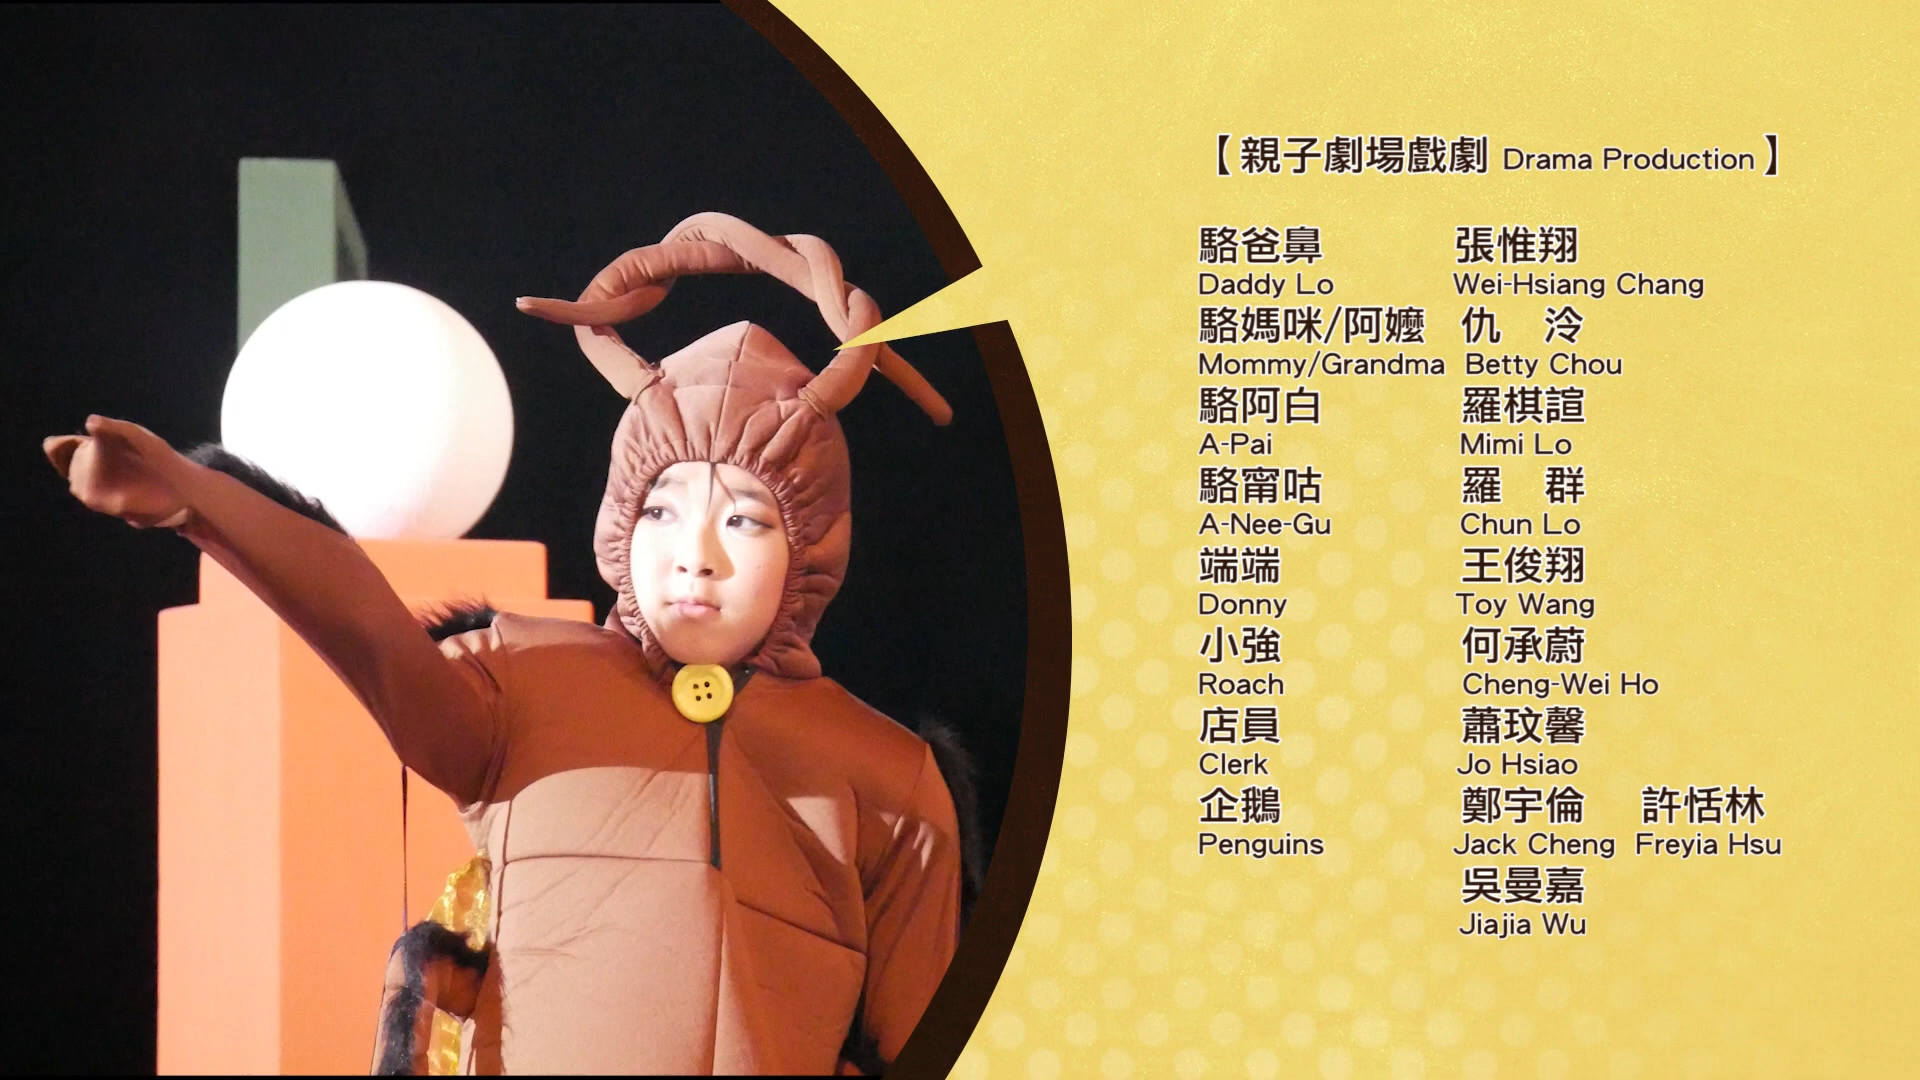 【親子劇場戲劇 Drama Production】
駱爸鼻 張惟翔
Daddy Lo Wei-Hsiang Chang
駱媽咪/阿嬤 仇 泠
Mommy/Grandma Betty Chou
駱阿白 羅棋諠
A-Pai Mimi Lo
駱甯咕 羅 群
A-Nee-Gu Chun Lo
端端 王俊翔
Donny Toy Wang
小強 何承蔚
Roach Cheng-Wei Ho
店員 蕭玟馨
Clerk Jo Hsiao
企鵝 鄭宇倫 許恬林
Penguins Jack Cheng Freyia Hsu
吳曼嘉
Jiajia Wu